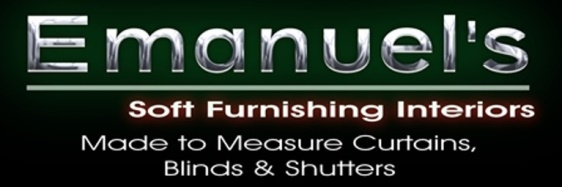 Emanuel's
Soft Furnishing Interiors
Made to Measure Curtains,
Blinds & Shutters